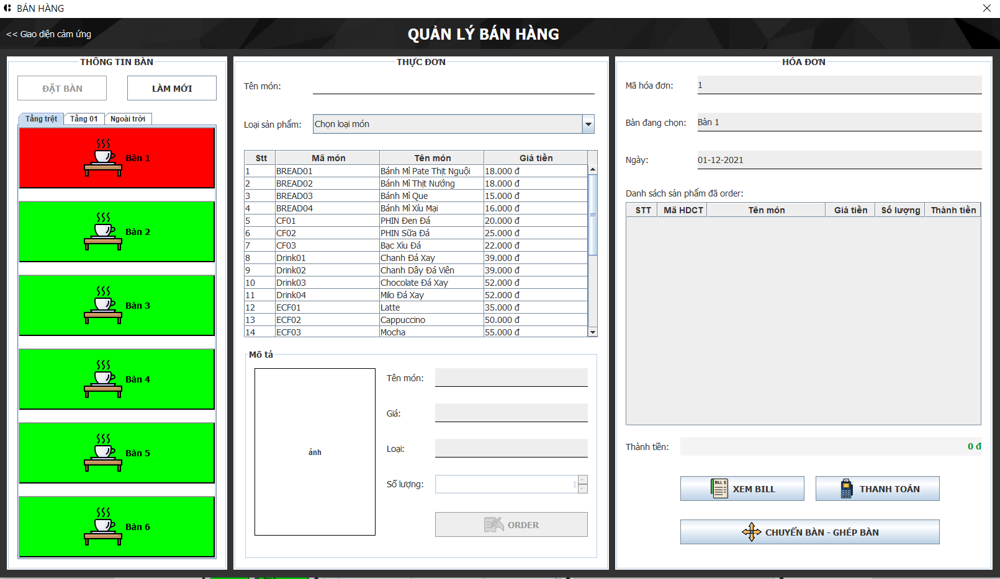 BÁN HÀNG
<< Giao diện cảm ứng
QUẢN LÝ BÁN HÀNG
THÔNG TIN BÀN
ĐẶT BÀN
LÀM MỚI
Tầng trệt
Tầng 01
Ngoài trời
Bàn 1
Bàn 2
Bàn 3
Bàn 4
Bàn 5
Bàn 6
THỰC ĐƠN
Tên món:
Loại sản phẩm: Chọn loại món
Stt Mã món Tên món Giá tiền
1 BREAD01 Bánh Mì Pate Thịt Nguội 18.000 đ
2 BREAD02 Bánh Mì Thịt Nướng 18.000 đ
3 BREAD03 Bánh Mì Que 15.000 đ
4 BREAD04 Bánh Mì Xíu Mại 16.000 đ
5 CF01 PHIN Đen Đá 20.000 đ
6 CF02 PHIN Sữa Đá 25.000 đ
7 CF03 Bạc Xỉu Đá 22.000 đ
8 Drink01 Chanh Đá Xay 39.000 đ
9 Drink02 Chanh Dây Đá Viên 39.000 đ
10 Drink03 Chocolate Đá Xay 52.000 đ
11 Drink04 Milo Đá Xay 52.000 đ
12 ECF01 Latte 35.000 đ
13 ECF02 Cappuccino 50.000 đ
14 ECF03 Mocha 55.000 đ
Mô tả
ảnh
Tên món:
Giá:
Loại:
Số lượng: 1
ORDER
HÓA ĐƠN
Mã hóa đơn: 1
Bàn đang chọn: Bàn 1
Ngày: 01-12-2021
Danh sách sản phẩm đã order:
STT Mã HDCT Tên món Giá tiền Số lượng Thành tiền
Thành tiền: 0 đ
BILL $
XEM BILL
THANH TOÁN
CHUYỂN BÀN - GHÉP BÀN